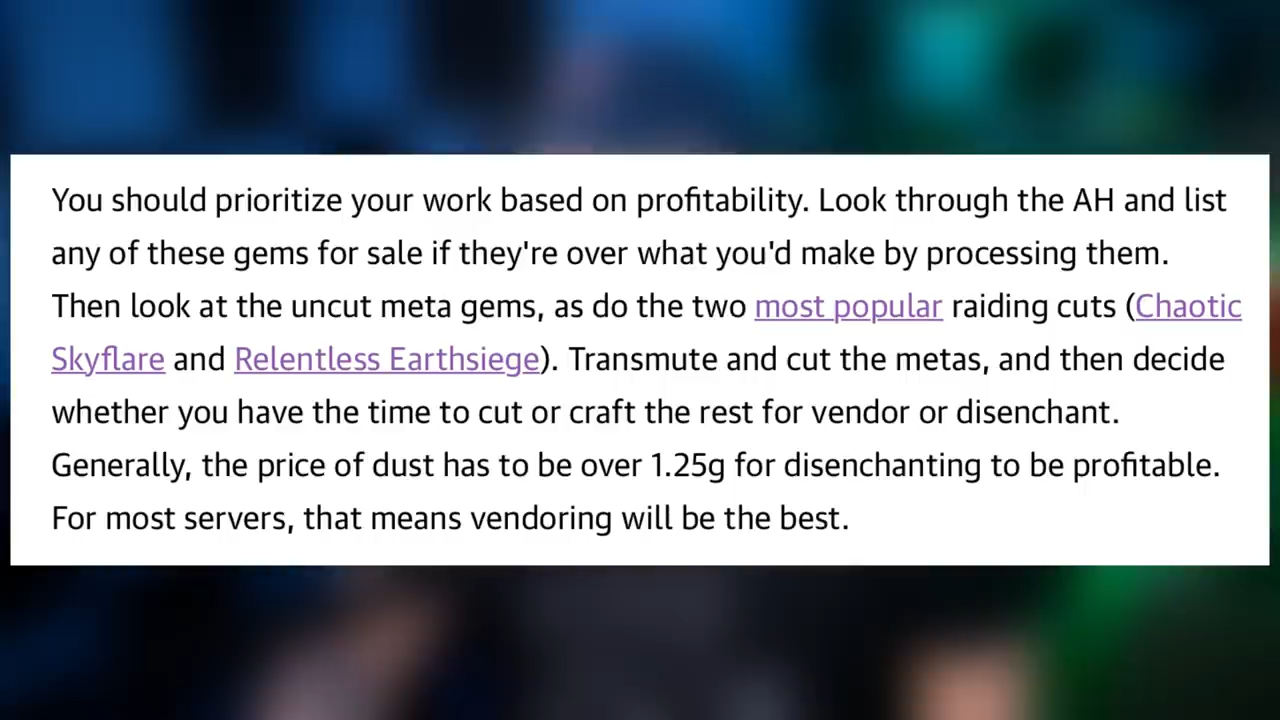 You should prioritize your work based on profitability. Look through the AH and list
any of these gems for sale if they're over what you'd make by processing them.
Then look at the uncut meta gems, as do the two most popular raiding cuts (Chaotic
Skyflare and Relentless Earthsiege). Transmute and cut the metas, and then decide
whether you have the time to cut or craft the rest for vendor or disenchant.
Generally, the price of dust has to be over 1.25g for disenchanting to be profitable.
For most servers, that means vendoring will be the best.